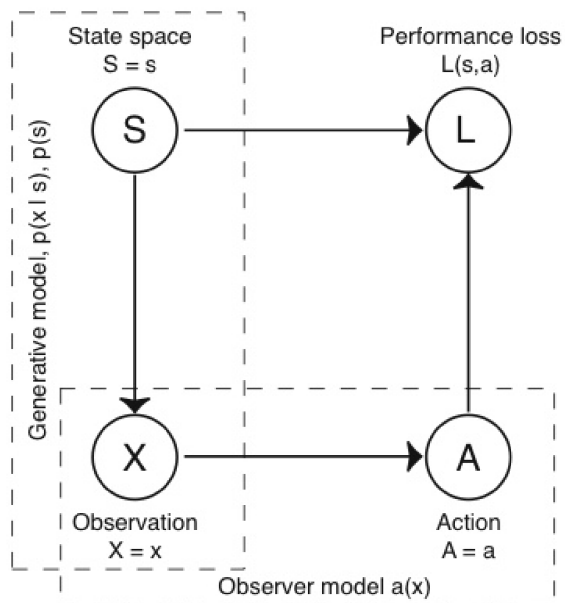 State space
S = s
Performance loss
L(s,a)
S
L
Generative model, p(x | s), p(s)
X
A
Observation
X = x
Action
A = a
Observer model a(x)